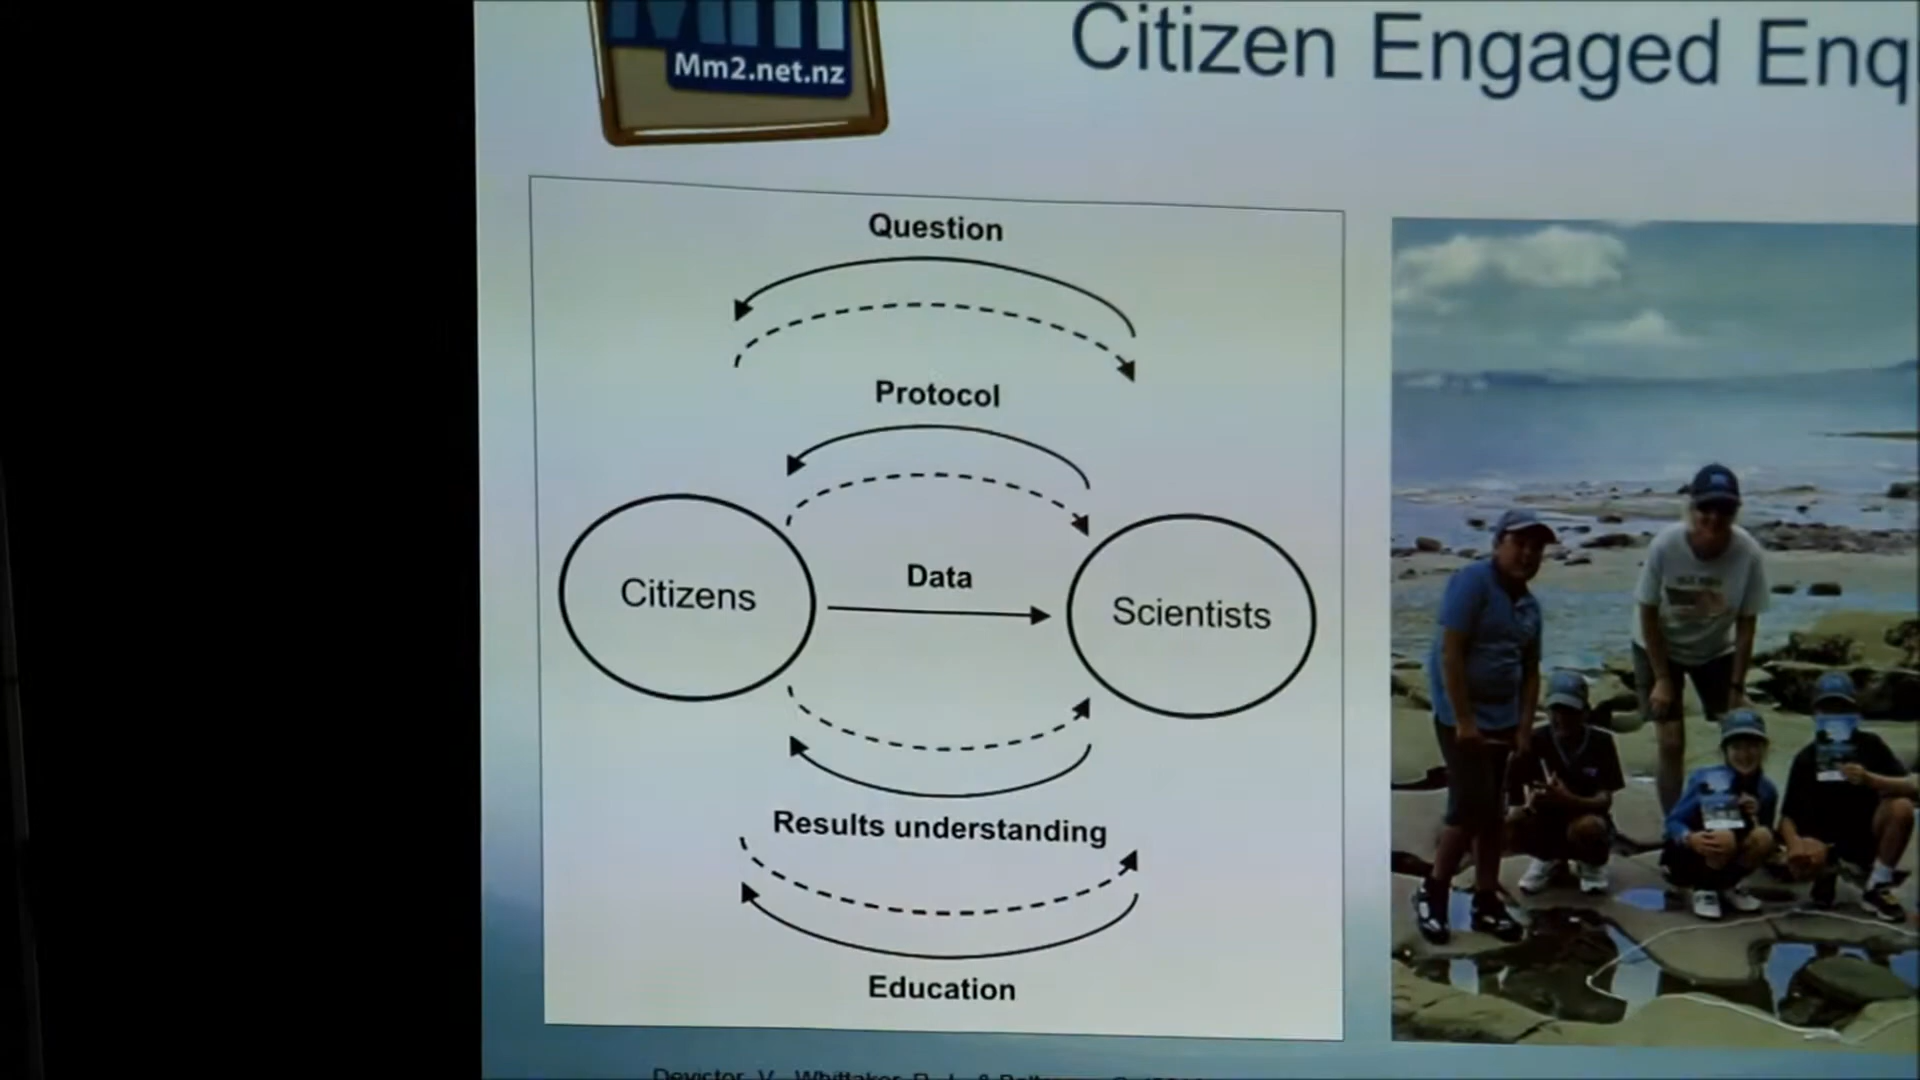 Mm2.net.nz
Citizen Engaged Enq
Question
Protocol
Data
Citizens
Scientists
Results understanding
Education